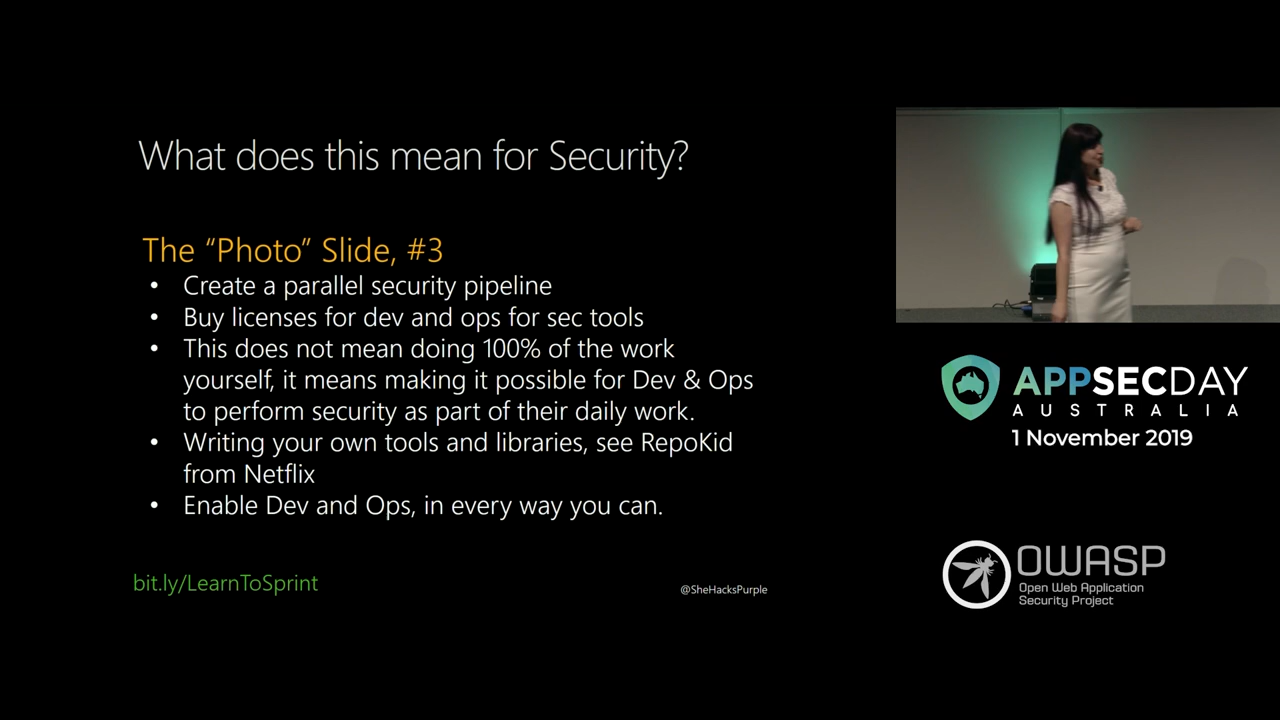 What does this mean for Security?
The “Photo” Slide, #3
• Create a parallel security pipeline
• Buy licenses for dev and ops for sec tools
• This does not mean doing 100% of the work
yourself, it means making it possible for Dev & Ops
to perform security as part of their daily work.
• Writing your own tools and libraries, see RepoKid
from Netflix
• Enable Dev and Ops, in every way you can.
bit.ly/LearnToSprint
@SheHacksPurple
APPSECDAY
AUSTRALIA
1 November 2019
OWASP
Open Web Application
Security Project